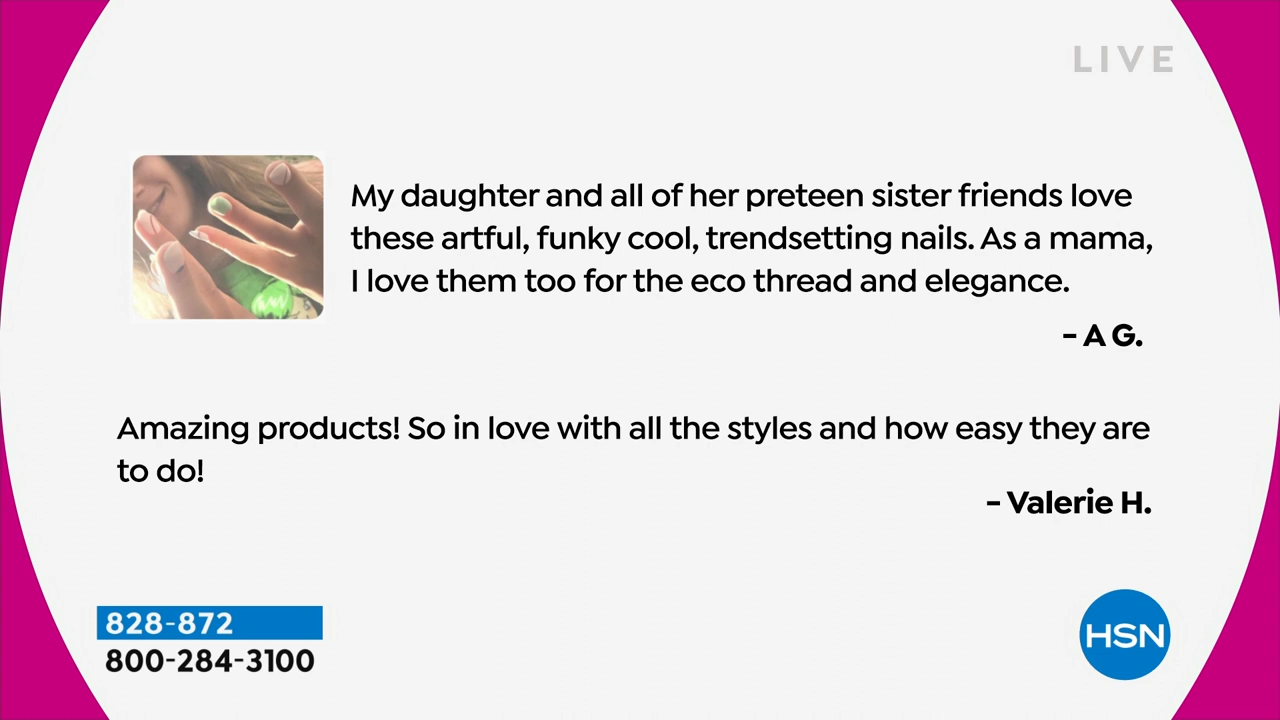 LIVE
My daughter and all of her preteen sister friends love
these artful, funky cool, trendsetting nails. As a mama,
I love them too for the eco thread and elegance.
- A G.
Amazing products! So in love with all the styles and how easy they are
to do!
- Valerie H.
828-872
800-284-3100
HSN